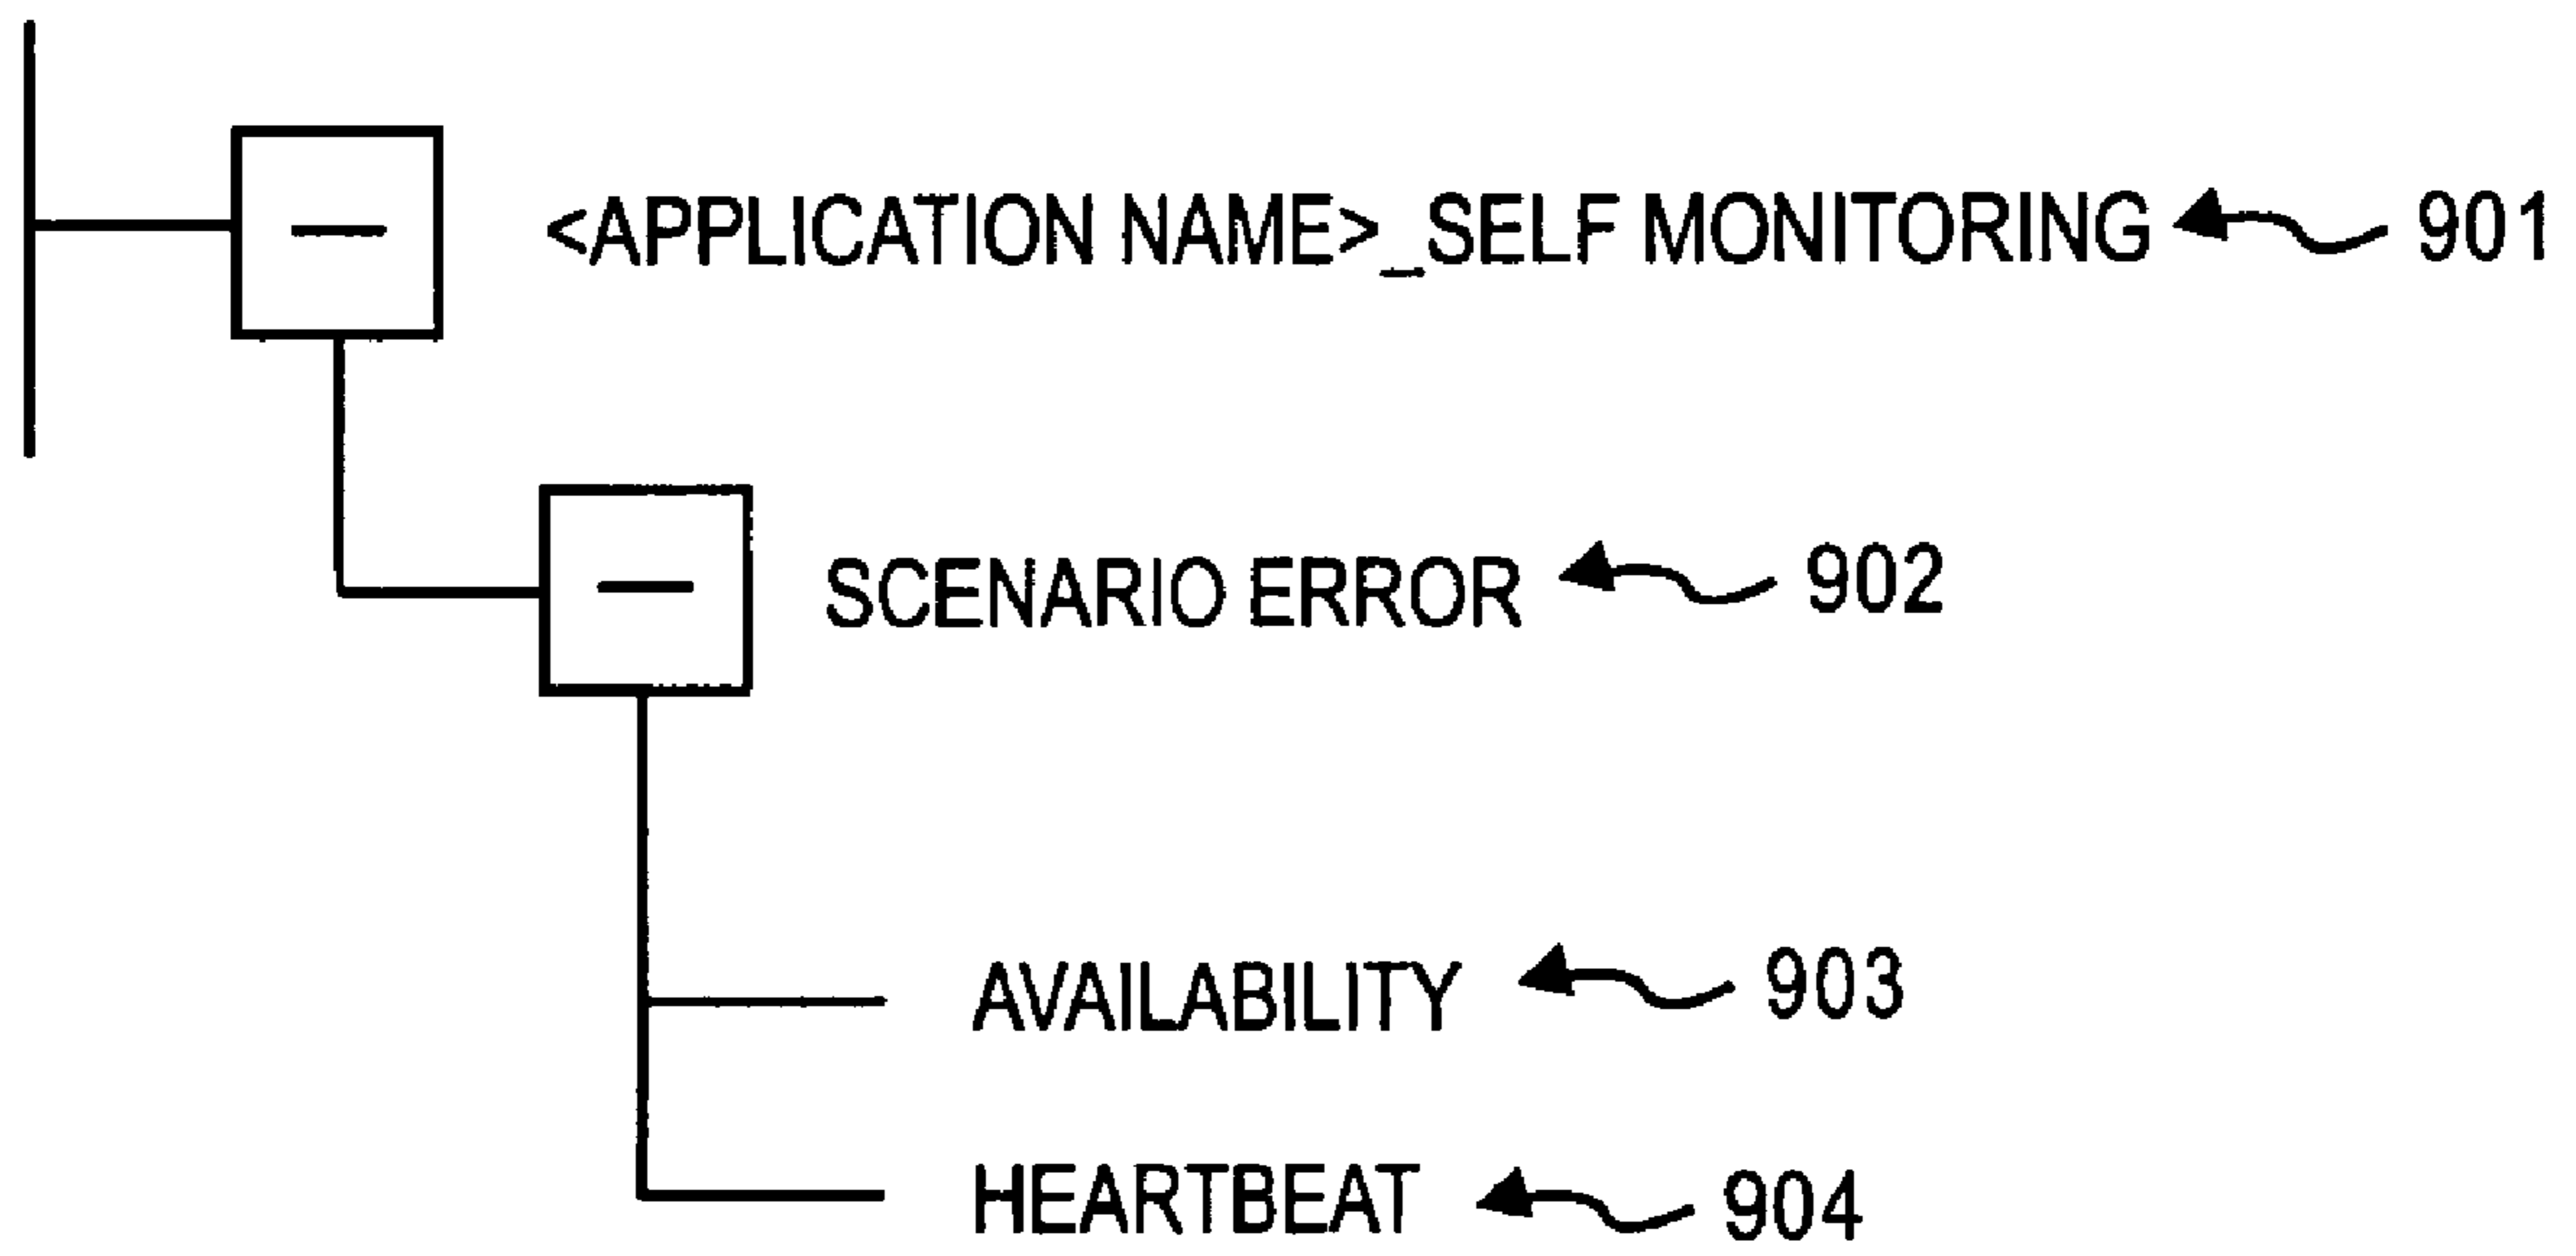 <APPLICATION NAME>_SELF MONITORING 901
SCENARIO ERROR 902
AVAILABILITY 903
HEARTBEAT 904